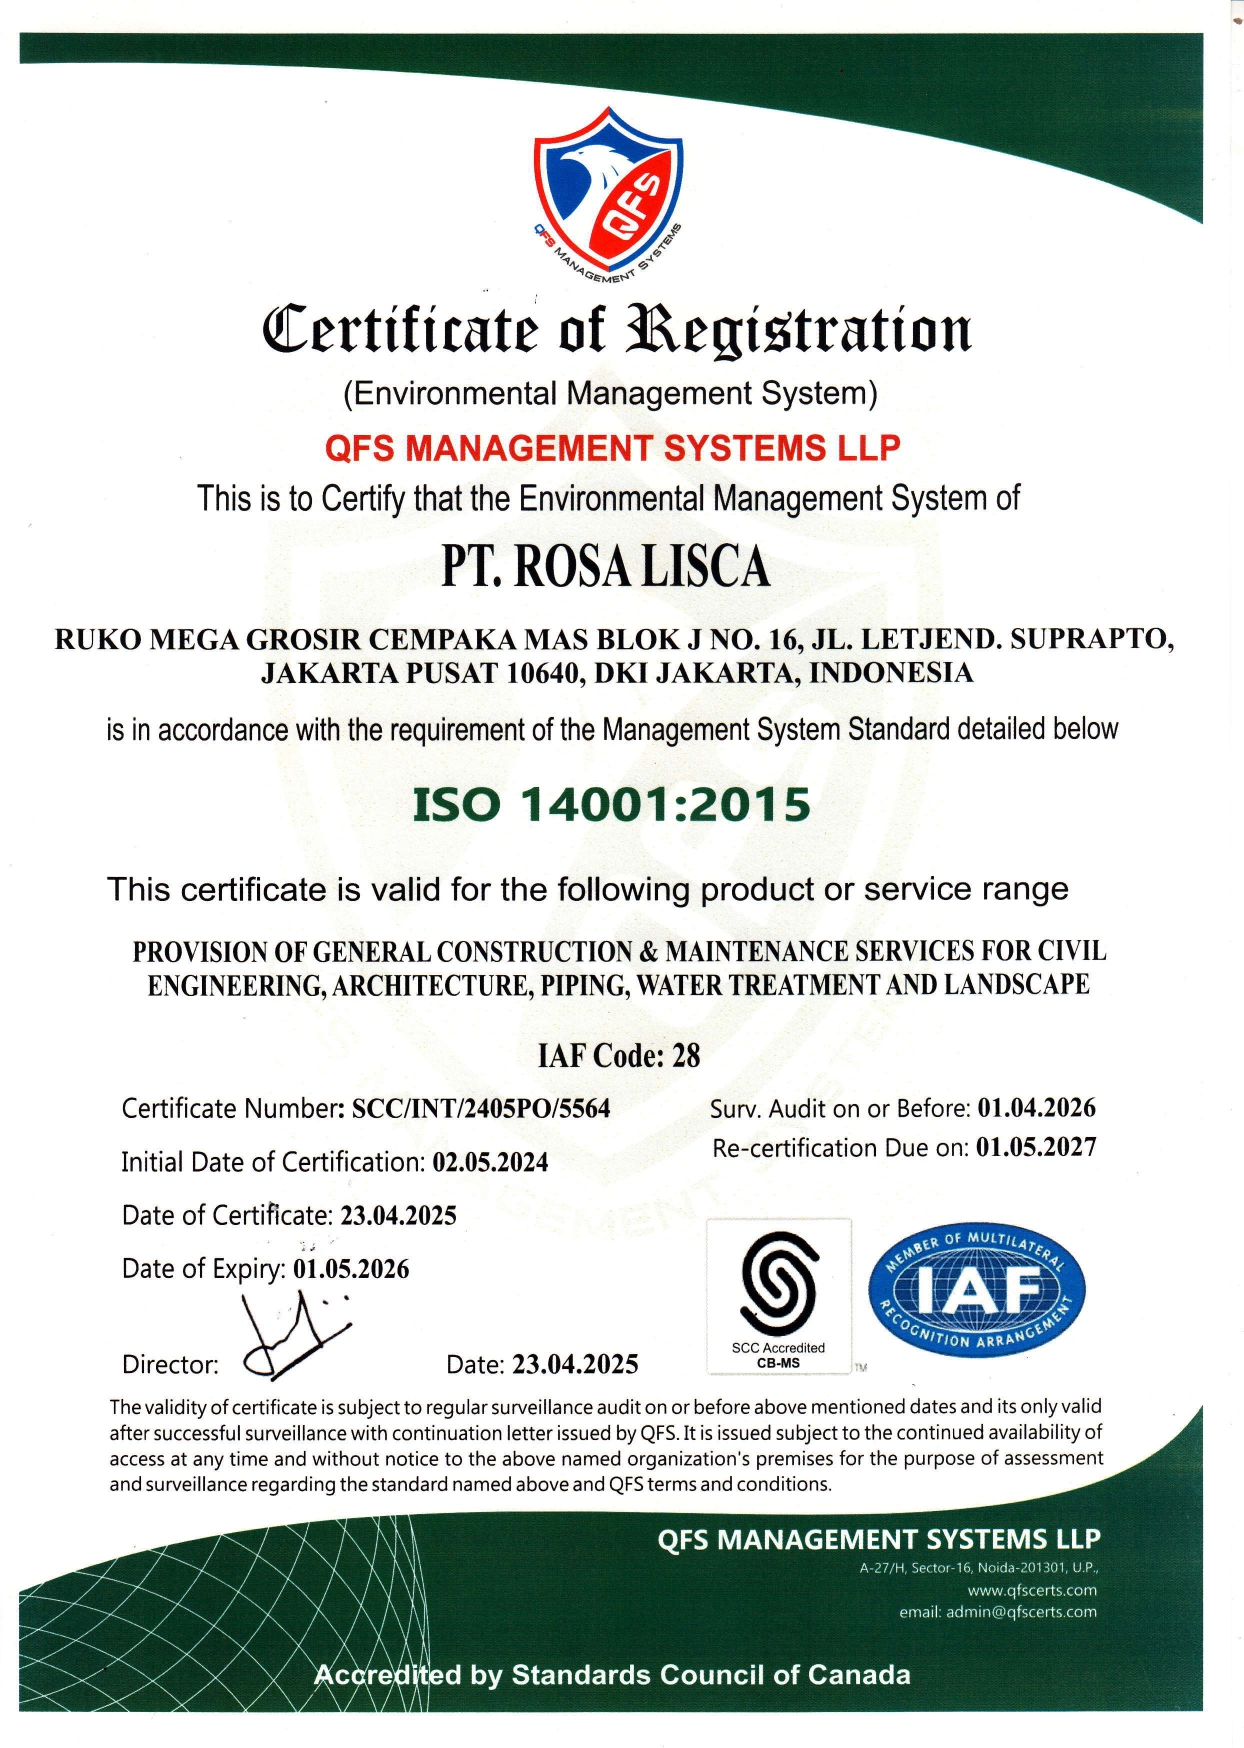 QFS
QFS MANAGEMENT SYSTEMS
Certificate of Registration
(Environmental Management System)
QFS MANAGEMENT SYSTEMS LLP
This is to Certify that the Environmental Management System of
PT. ROSA LISCA
RUKO MEGA GROSIR CEMPAKA MAS BLOK J NO. 16, JL. LETJEND. SUPRAPTO,
JAKARTA PUSAT 10640, DKI JAKARTA, INDONESIA
is in accordance with the requirement of the Management System Standard detailed below
ISO 14001:2015
This certificate is valid for the following product or service range
PROVISION OF GENERAL CONSTRUCTION & MAINTENANCE SERVICES FOR CIVIL
ENGINEERING, ARCHITECTURE, PIPING, WATER TREATMENT AND LANDSCAPE
IAF Code: 28
Certificate Number: SCC/INT/2405PO/5564
Surv. Audit on or Before: 01.04.2026
Re-certification Due on: 01.05.2027
Initial Date of Certification: 02.05.2024
Date of Certificate: 23.04.2025
Date of Expiry: 01.05.2026
Director:
Date: 23.04.2025
SCC Accredited
CB-MS
TM
MEMBER OF MULTILATERAL
IAF
RECOGNITION ARRANGEMENT
The validity of certificate is subject to regular surveillance audit on or before above mentioned dates and its only valid
after successful surveillance with continuation letter issued by QFS. It is issued subject to the continued availability of
access at any time and without notice to the above named organization's premises for the purpose of assessment
and surveillance regarding the standard named above and QFS terms and conditions.
QFS MANAGEMENT SYSTEMS LLP
A-27/H, Sector-16, Noida-201301, U.P.,
www.qfscerts.com
email: admin@qfscerts.com
Accredited by Standards Council of Canada